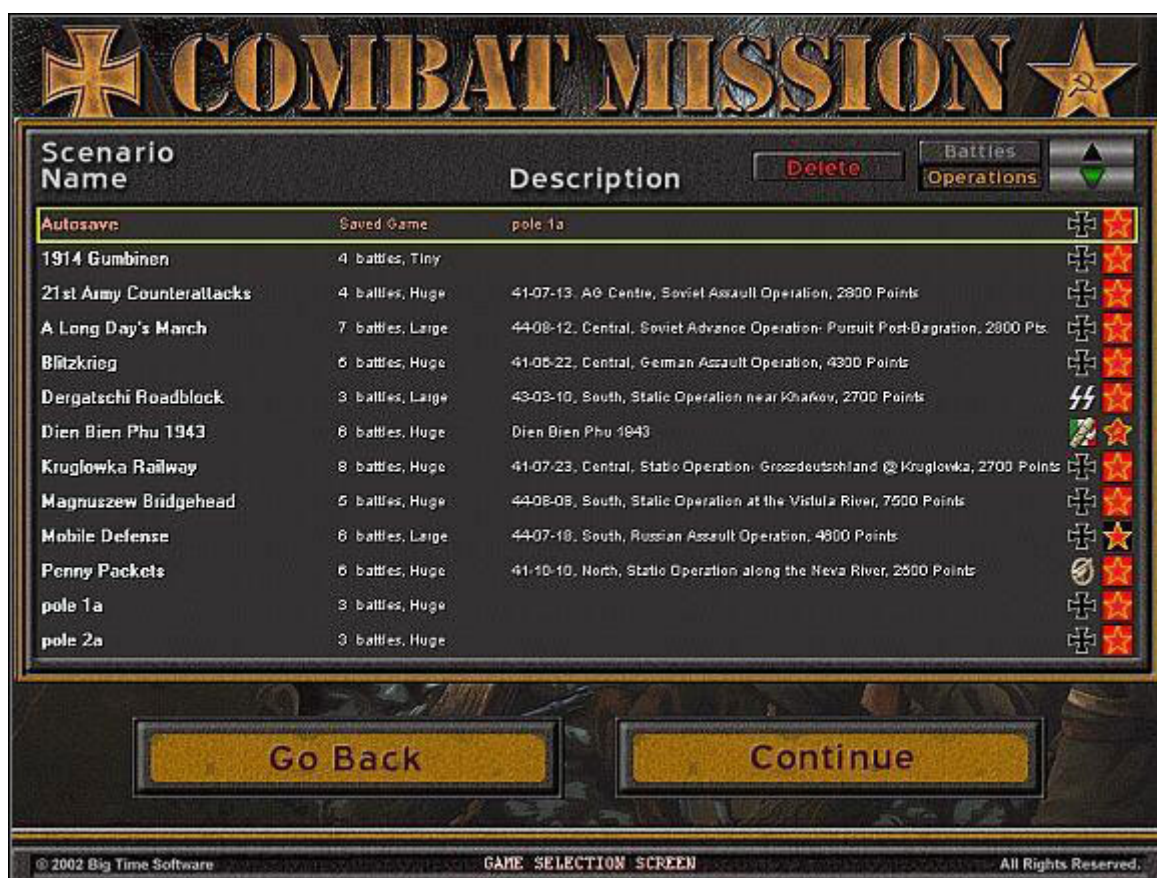 COMBAT MISSION
Scenario Name
Description
Delete
Battles
Operations
Autosave Saved Game pole 1a
1914 Gumbinen 4 battles, Tiny
21st Army Counterattacks 4 battles, Huge 41-07-13, AG Centre, Soviet Assault Operation, 2800 Points
A Long Day's March 7 battles, Large 44-08-12, Central, Soviet Advance Operation- Pursuit Post-Bagration, 2800 Pts.
Blitzkrieg 6 battles, Huge 41-06-22, Central, German Assault Operation, 4300 Points
Dergatschi Roadblock 3 battles, Large 43-03-10, South, Static Operation near Kharkov, 2700 Points
Dien Bien Phu 1943 6 battles, Huge Dien Bien Phu 1943
Kruglowka Railway 8 battles, Huge 41-07-23, Central, Static Operation- Grossdeutschland @ Kruglowka, 2700 Points
Magnuszew Bridgehead 5 battles, Huge 44-08-08, South, Static Operation at the Vistula River, 7500 Points
Mobile Defense 6 battles, Large 44-07-18, South, Russian Assault Operation, 4600 Points
Penny Packets 6 battles, Huge 41-10-10, North, Static Operation along the Neva River, 2500 Points
pole 1a 3 battles, Huge
pole 2a 3 battles, Huge
Go Back
Continue
© 2002 Big Time Software GAME SELECTION SCREEN All Rights Reserved.